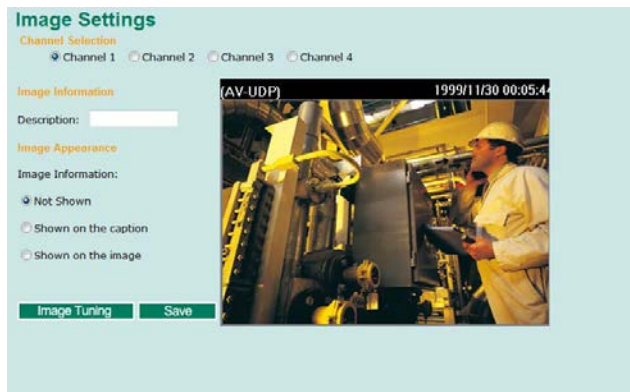 Image Settings
Channel Selection
Channel 1 Channel 2 Channel 3 Channel 4
Image Information
(AV-UDP) 1999/11/30 00:05:44
Description:
Image Appearance
Image Information:
Not Shown
Shown on the caption
Shown on the image
Image Tuning Save